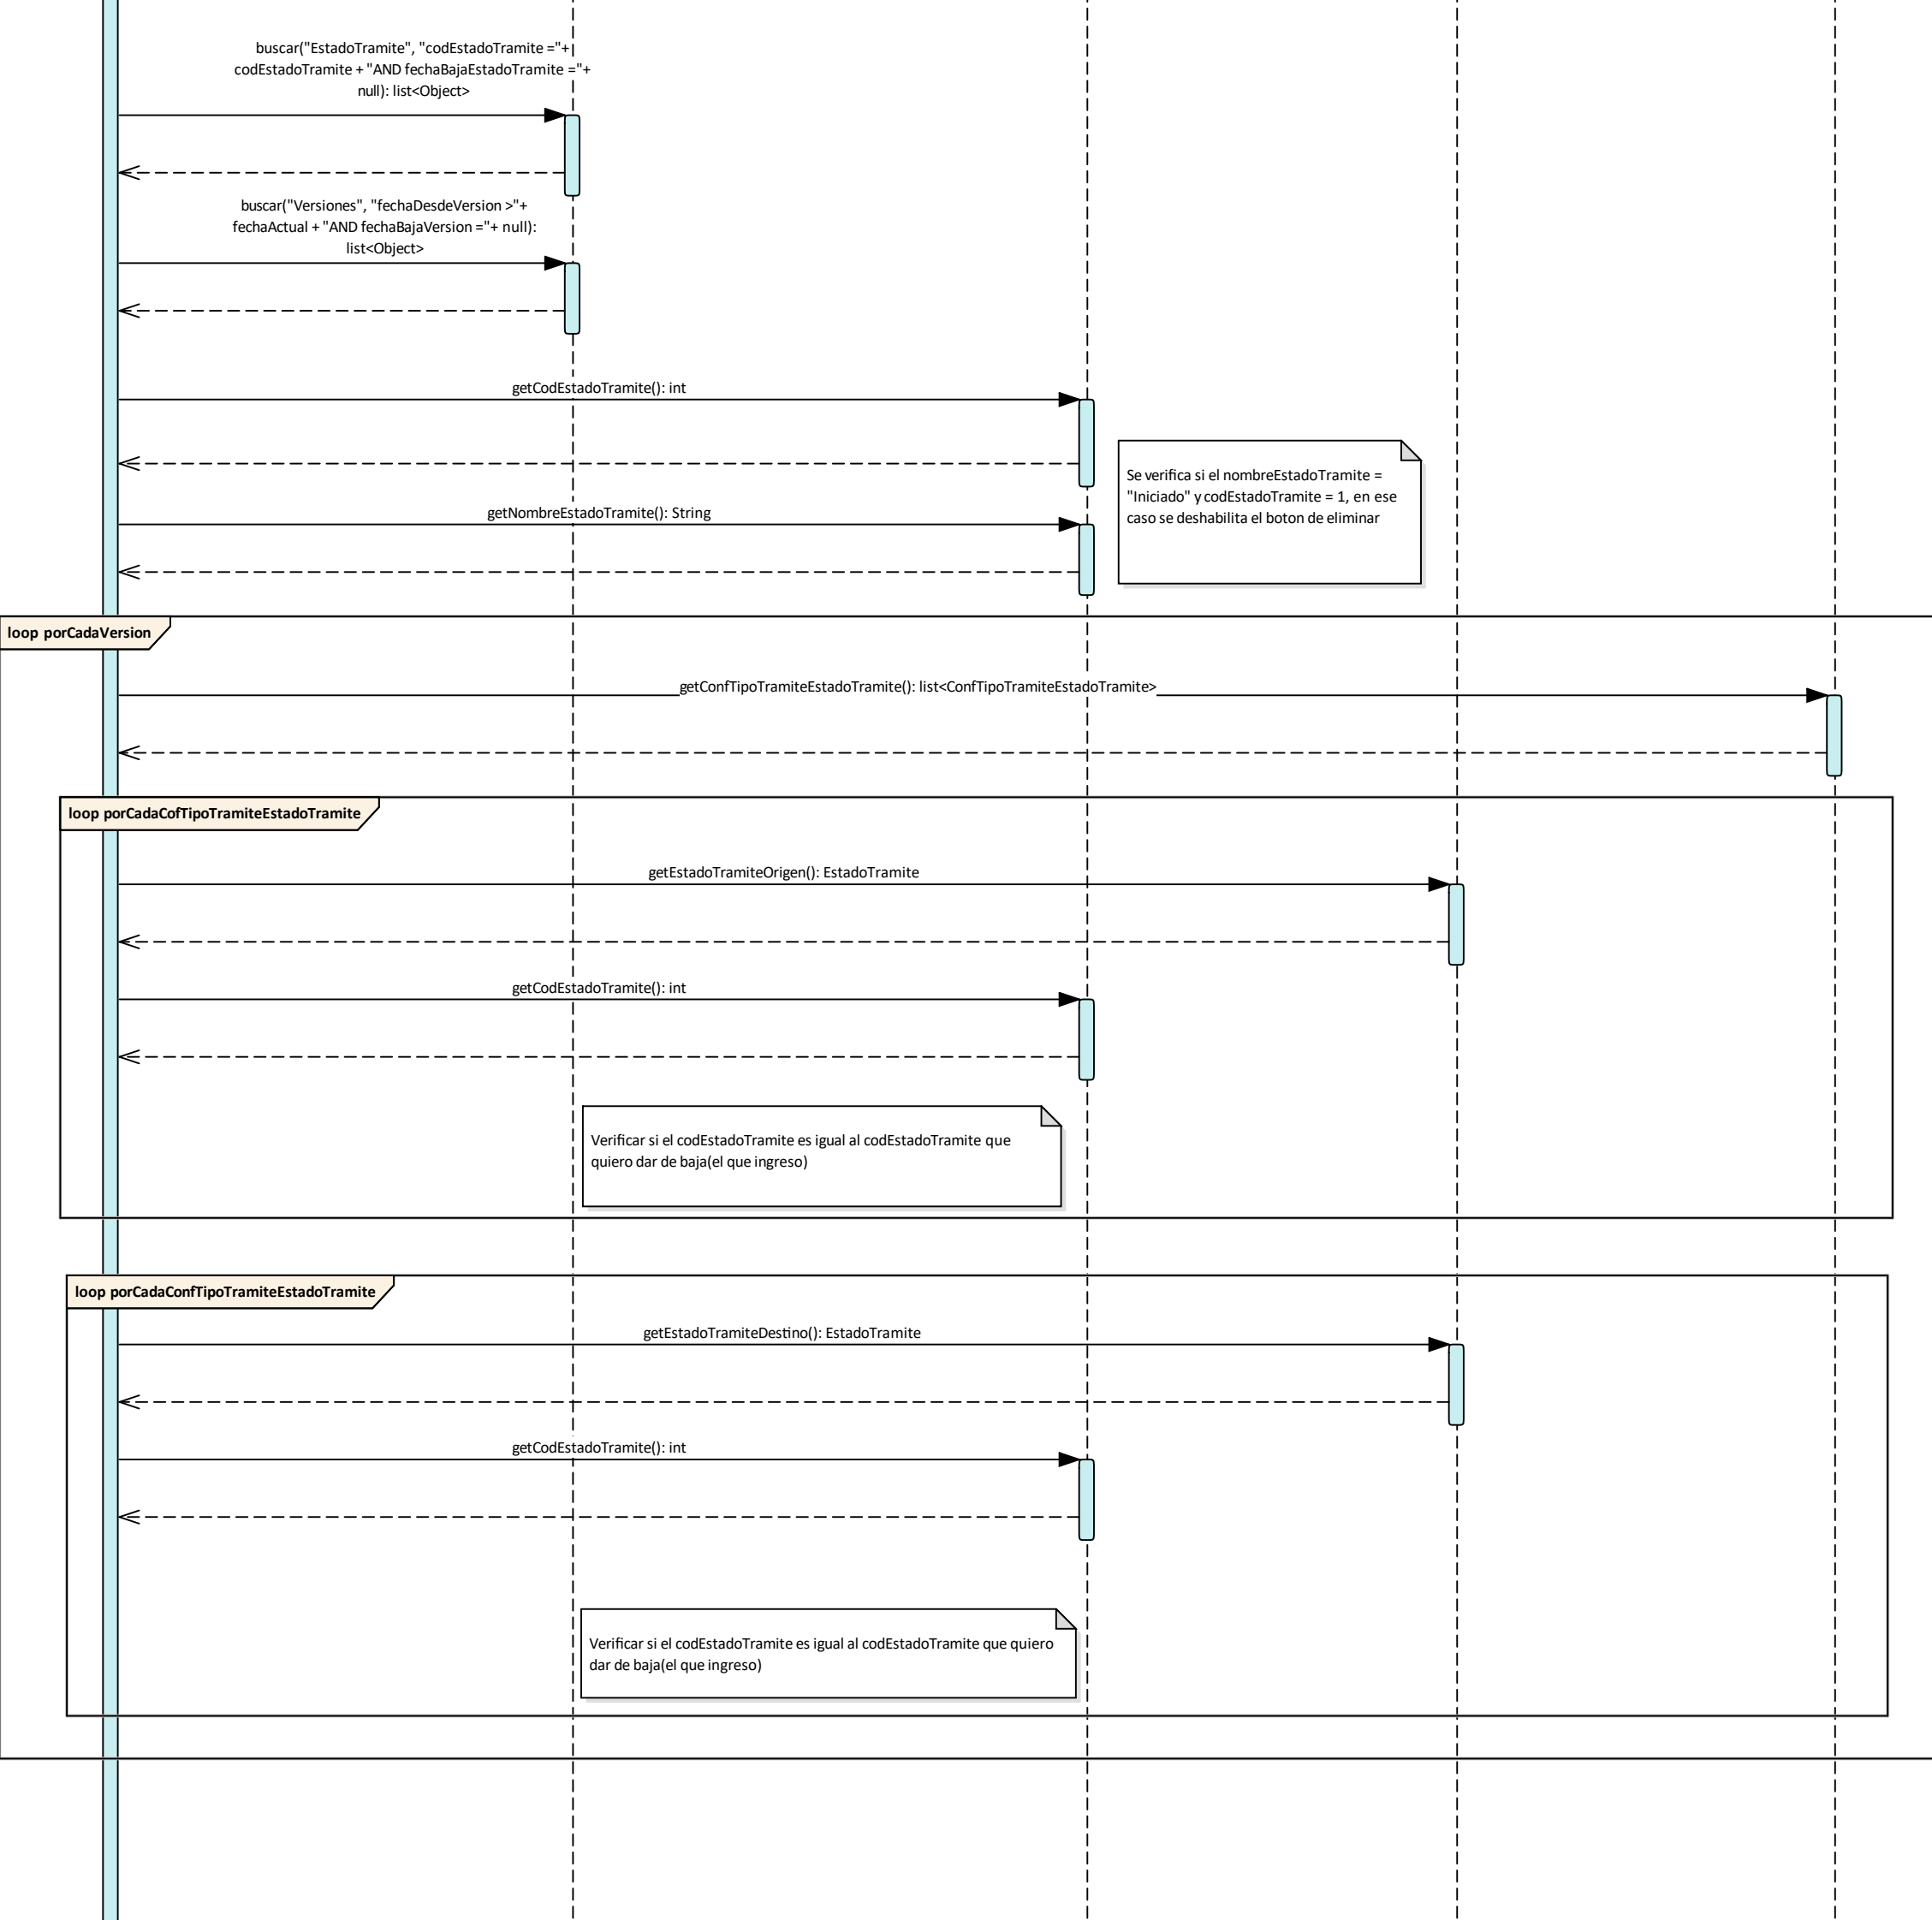 buscar("EstadoTramite", "codEstadoTramite ="+
codEstadoTramite + "AND fechaBajaEstadoTramite ="+
null): list<Object>
buscar("Versiones", "fechaDesdeVersion >"+
fechaActual + "AND fechaBajaVersion ="+ null):
list<Object>
getCodEstadoTramite(): int
Se verifica si el nombreEstadoTramite =
"Iniciado" y codEstadoTramite = 1, en ese
caso se deshabilita el boton de eliminar
getNombreEstadoTramite(): String
loop porCadaVersion
getConfTipoTramiteEstadoTramite(): list<ConfTipoTramiteEstadoTramite>
loop porCadaCofTipoTramiteEstadoTramite
getEstadoTramiteOrigen(): EstadoTramite
getCodEstadoTramite(): int
Verificar si el codEstadoTramite es igual al codEstadoTramite que
quiero dar de baja(el que ingreso)
loop porCadaConfTipoTramiteEstadoTramite
getEstadoTramiteDestino(): EstadoTramite
getCodEstadoTramite(): int
Verificar si el codEstadoTramite es igual al codEstadoTramite que quiero
dar de baja(el que ingreso)